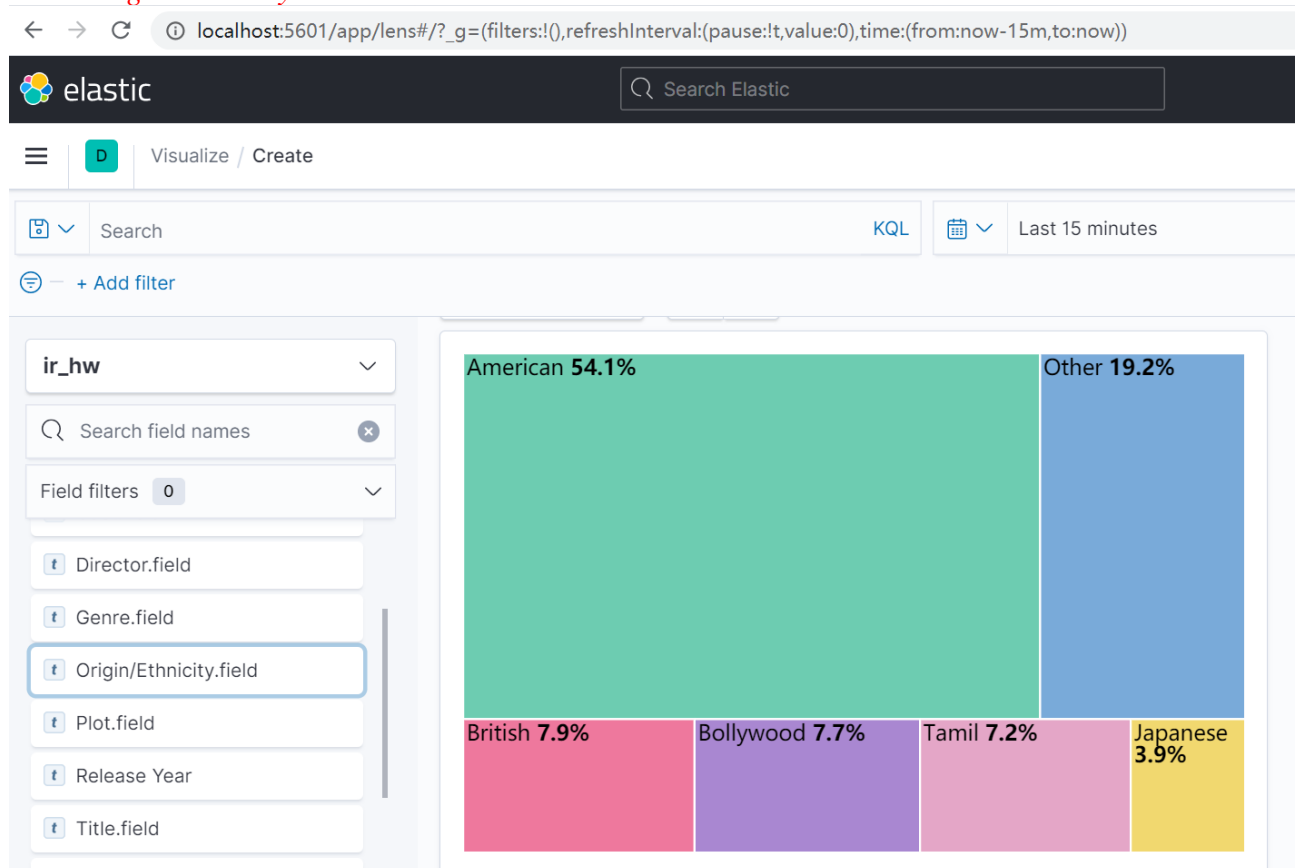 localhost:5601/app/lens#/?_g=(filters:!(),refreshInterval:(pause:!t,value:0),time:(from:now-15m,to:now))
elastic
Search Elastic
D
Visualize / Create
Search
KQL
Last 15 minutes
+ Add filter
ir_hw
Search field names
Field filters 0
t Director.field
t Genre.field
t Origin/Ethnicity.field
t Plot.field
t Release Year
t Title.field
American 54.1%
Other 19.2%
British 7.9%
Bollywood 7.7%
Tamil 7.2%
Japanese
3.9%